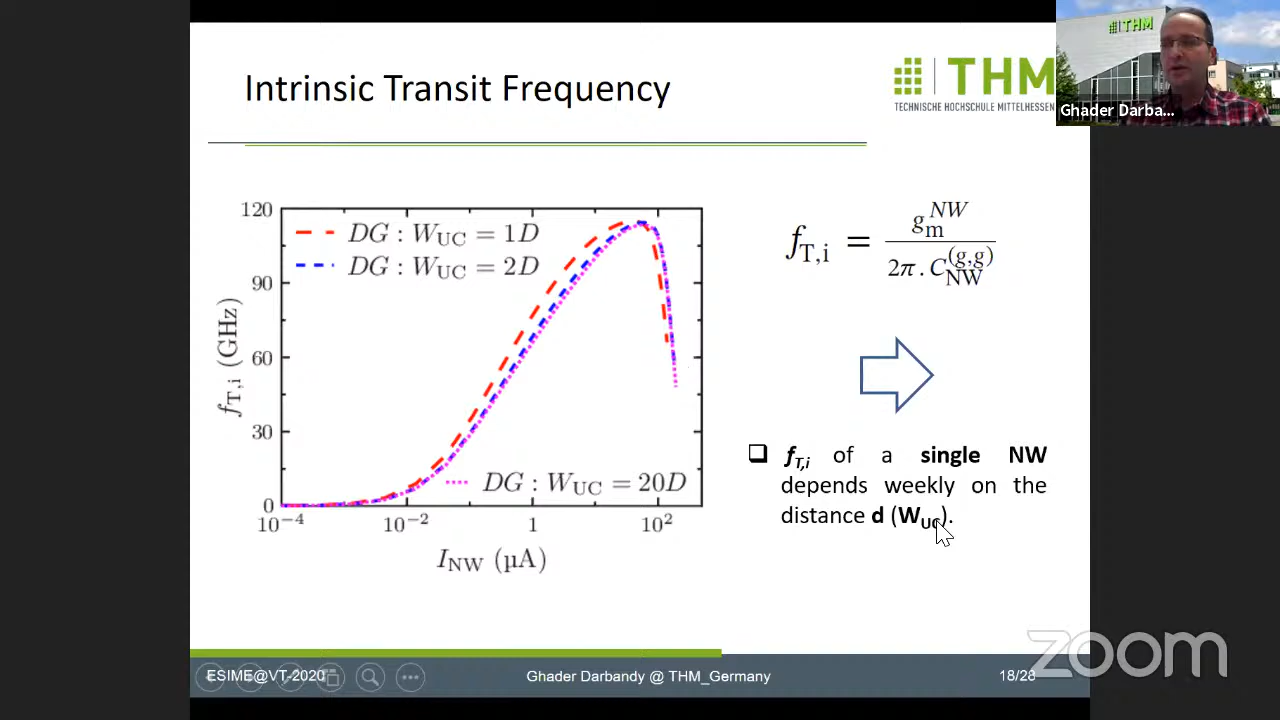 Intrinsic Transit Frequency
THM
TECHNISCHE HOCHSCHULE MITTELHESSEN
THM
Ghader Darba...
120
90
60
30
0
f_T,i (GHz)
DG : W_UC = 1D
DG : W_UC = 2D
DG : W_UC = 20D
10^-4
10^-2
1
10^2
I_NW (µA)
f_T,i = g_m^NW / 2π . C_NW^(g,g)
f_T,i of a single NW
depends weekly on the
distance d (W_UC).
ESIME@VT-2020
Ghader Darbandy @ THM_Germany
18/28
zoom